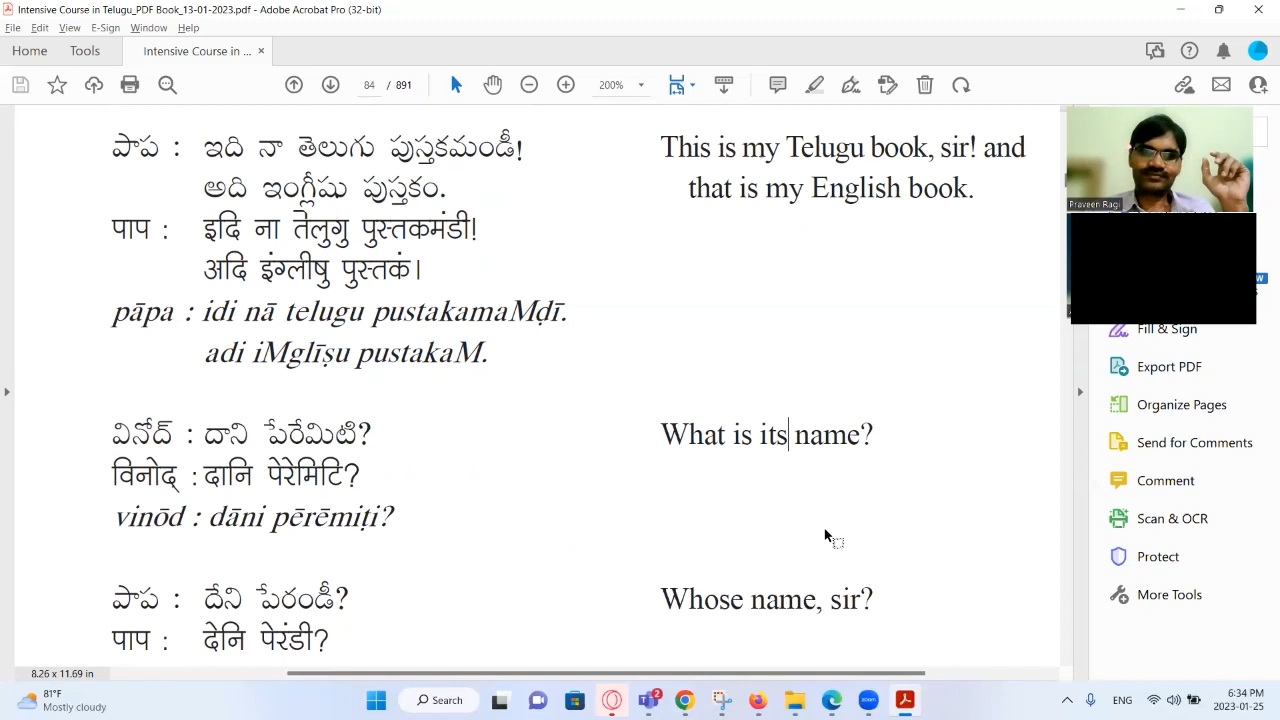 Intensive Course in Telugu_PDF Book_13-01-2023.pdf - Adobe Acrobat Pro (32-bit)
File Edit View E-Sign Window Help
Home Tools Intensive Course in ... ×
84 / 891 200%
పాప : ఇది నా తెలుగు పుస్తకమండీ! This is my Telugu book, sir! and
అది ఇంగ్లీషు పుస్తకం. that is my English book.
पाप : इदि ना तेलुगु पुस्तकमंडी!
अदि इंग्लीषु पुस्तकं।
pāpa : idi nā telugu pustakamaMḍī.
adi iMglīṣu pustakaM.
వినోద్ : దాని పేరేమిటి? What is its name?
विनोद् : दानि पेरेमिटि?
vinōd : dāni pērēmiṭi?
పాప : దేని పేరండీ? Whose name, sir?
पाप : देनि पेरंडी?
8.26 x 11.69 in
Praveen Ragi
Fill & Sign
Export PDF
Organize Pages
Send for Comments
Comment
Scan & OCR
Protect
More Tools
81°F
Mostly cloudy
Search
2
zoom
ENG
6:34 PM
2023-01-25